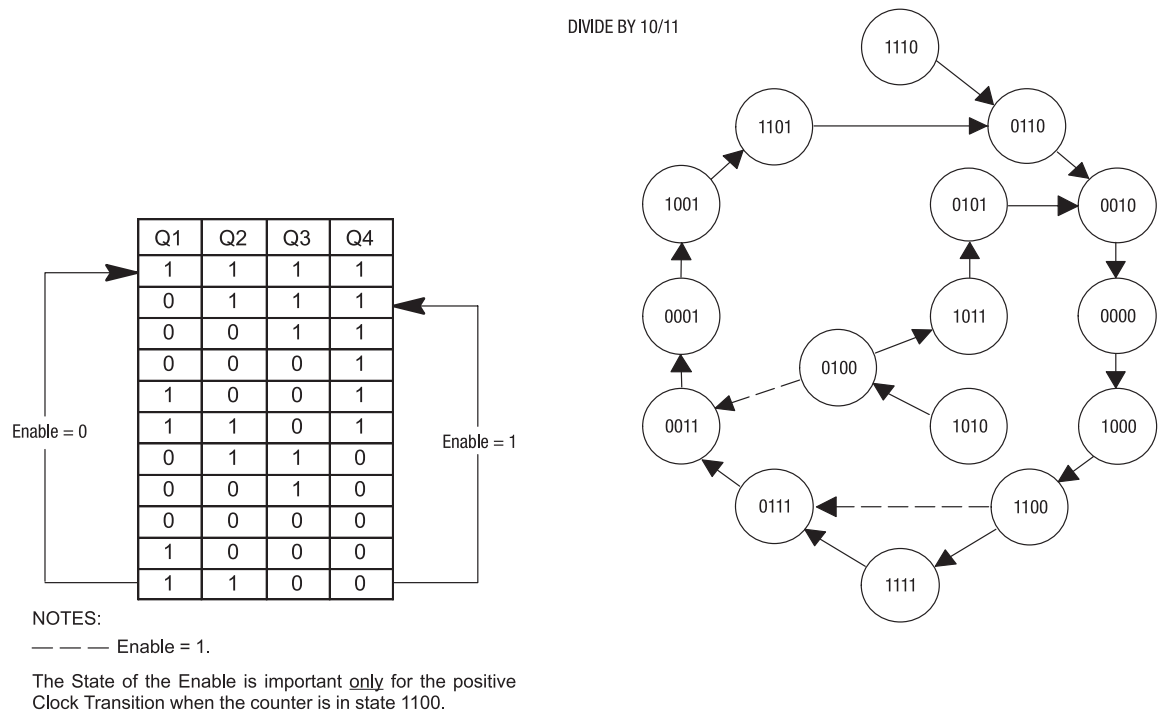 DIVIDE BY 10/11
1110
1101
0110
1001
0101
0010
0001
1011
0000
0100
0011
1010
1000
0111
1100
1111
Q1 Q2 Q3 Q4
1 1 1 1
0 1 1 1
0 0 1 1
0 0 0 1
1 0 0 1
1 1 0 1
0 1 1 0
0 0 1 0
0 0 0 0
1 0 0 0
1 1 0 0
Enable = 0
Enable = 1
NOTES:
— — — Enable = 1.
The State of the Enable is important only for the positive
Clock Transition when the counter is in state 1100.